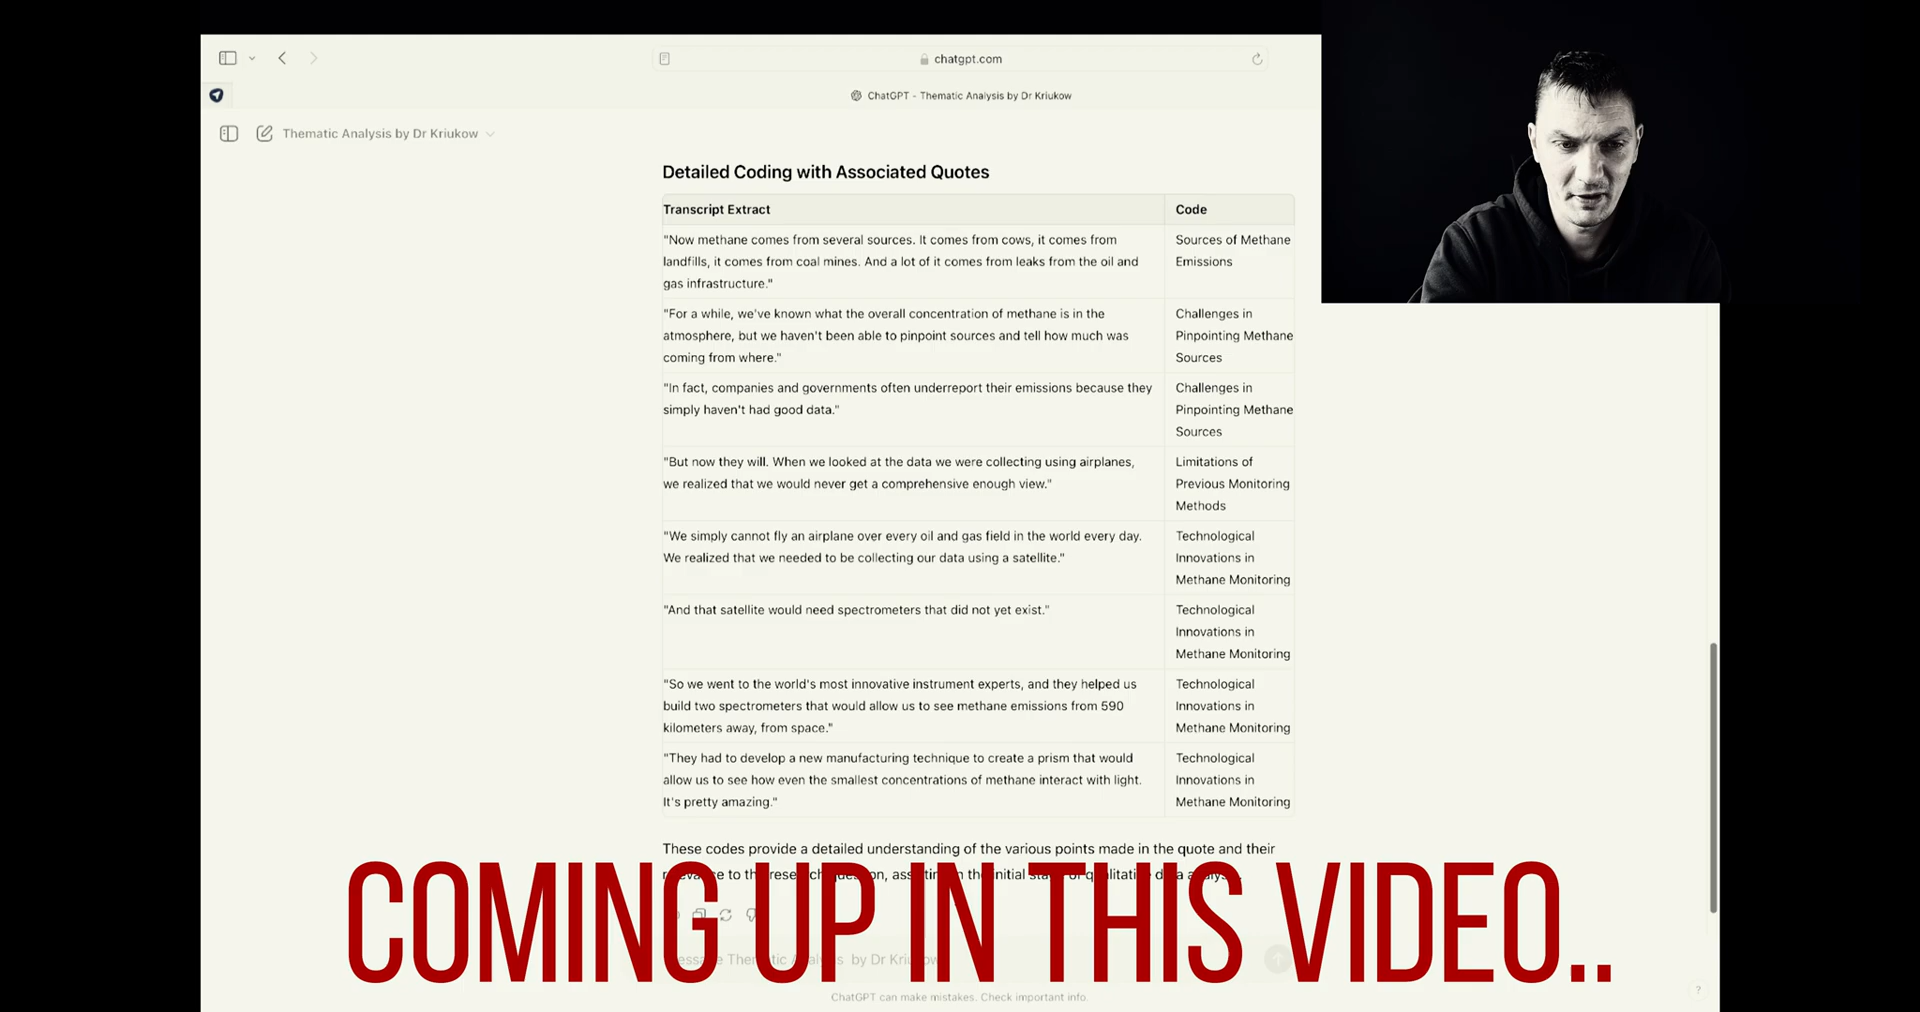 chatgpt.com
ChatGPT - Thematic Analysis by Dr Kriukow
Thematic Analysis by Dr Kriukow
Detailed Coding with Associated Quotes
Transcript Extract
Code
"Now methane comes from several sources. It comes from cows, it comes from
landfills, it comes from coal mines. And a lot of it comes from leaks from the oil and
gas infrastructure."
Sources of Methane
Emissions
"For a while, we've known what the overall concentration of methane is in the
atmosphere, but we haven't been able to pinpoint sources and tell how much was
coming from where."
Challenges in
Pinpointing Methane
Sources
"In fact, companies and governments often underreport their emissions because they
simply haven't had good data."
Challenges in
Pinpointing Methane
Sources
"But now they will. When we looked at the data we were collecting using airplanes,
we realized that we would never get a comprehensive enough view."
Limitations of
Previous Monitoring
Methods
"We simply cannot fly an airplane over every oil and gas field in the world every day.
We realized that we needed to be collecting our data using a satellite."
Technological
Innovations in
Methane Monitoring
"And that satellite would need spectrometers that did not yet exist."
Technological
Innovations in
Methane Monitoring
"So we went to the world's most innovative instrument experts, and they helped us
build two spectrometers that would allow us to see methane emissions from 590
kilometers away, from space."
Technological
Innovations in
Methane Monitoring
"They had to develop a new manufacturing technique to create a prism that would
allow us to see how even the smallest concentrations of methane interact with light.
It's pretty amazing."
Technological
Innovations in
Methane Monitoring
These codes provide a detailed understanding of the various points made in the quote and their
to the research question, the initial of qualitative data
COMING UP IN THIS VIDEO..
Thematic Analysis by Dr Kriukow
ChatGPT can make mistakes. Check important info.
?